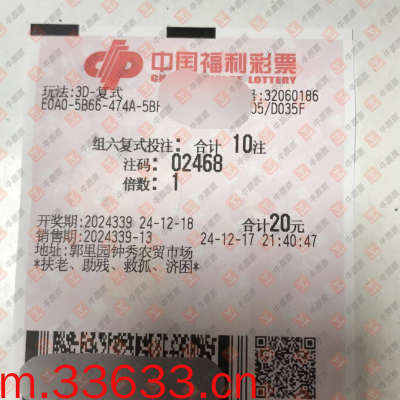 中国福利彩票
CH LOTTERY
玩法:3D-复式 号:32060186
E0A0-5B66-474A-5BF 05/D035F
组六复式投注: 合计 10注
注码: 02468
倍数: 1
开奖期:2024339 24-12-18 合计20元
销售期:2024339-13 24-12-17 21:40:47
地址:郭里园钟秀农贸市场
*扶老、助残、救孤、济困*
m.33633.cn